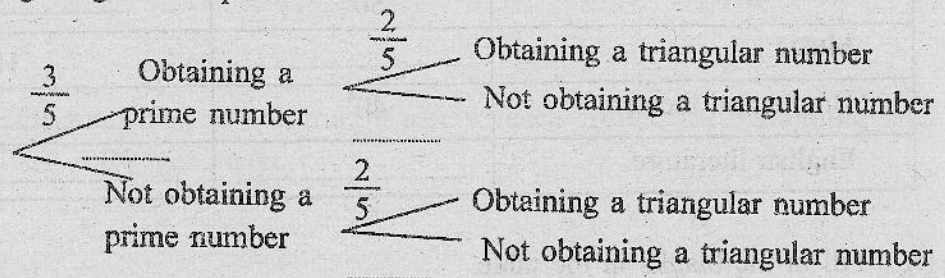 2
5
Obtaining a triangular number
3
5
Obtaining a
prime number
Not obtaining a triangular number
....................
....................
Not obtaining a
prime number
2
5
Obtaining a triangular number
Not obtaining a triangular number